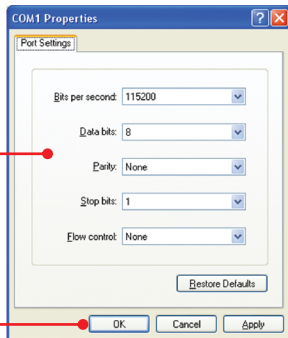 COM1 Properties
Port Settings
Bits per second: 115200
Data bits: 8
Parity: None
Stop bits: 1
Flow control: None
Restore Defaults
OK Cancel Apply